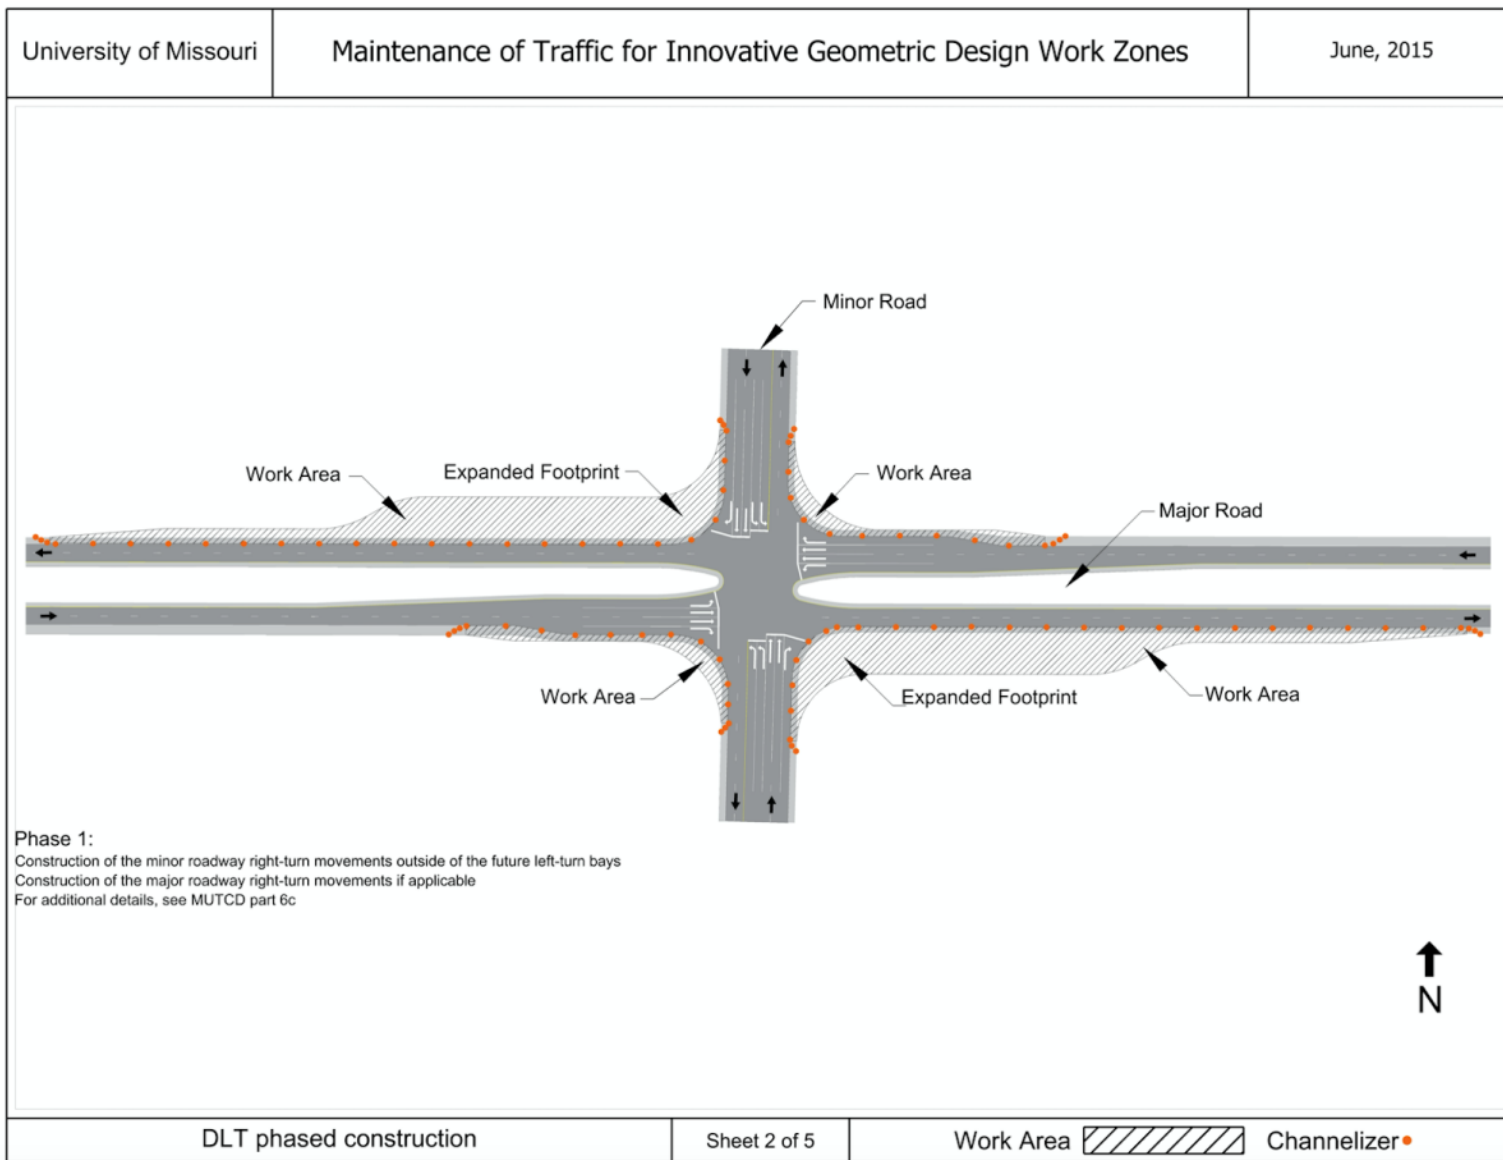 University of Missouri
Maintenance of Traffic for Innovative Geometric Design Work Zones
June, 2015
Minor Road
Work Area
Expanded Footprint
Work Area
Major Road
Work Area
Expanded Footprint
Work Area
Phase 1:
Construction of the minor roadway right-turn movements outside of the future left-turn bays
Construction of the major roadway right-turn movements if applicable
For additional details, see MUTCD part 6c
N
DLT phased construction
Sheet 2 of 5
Work Area
Channelizer